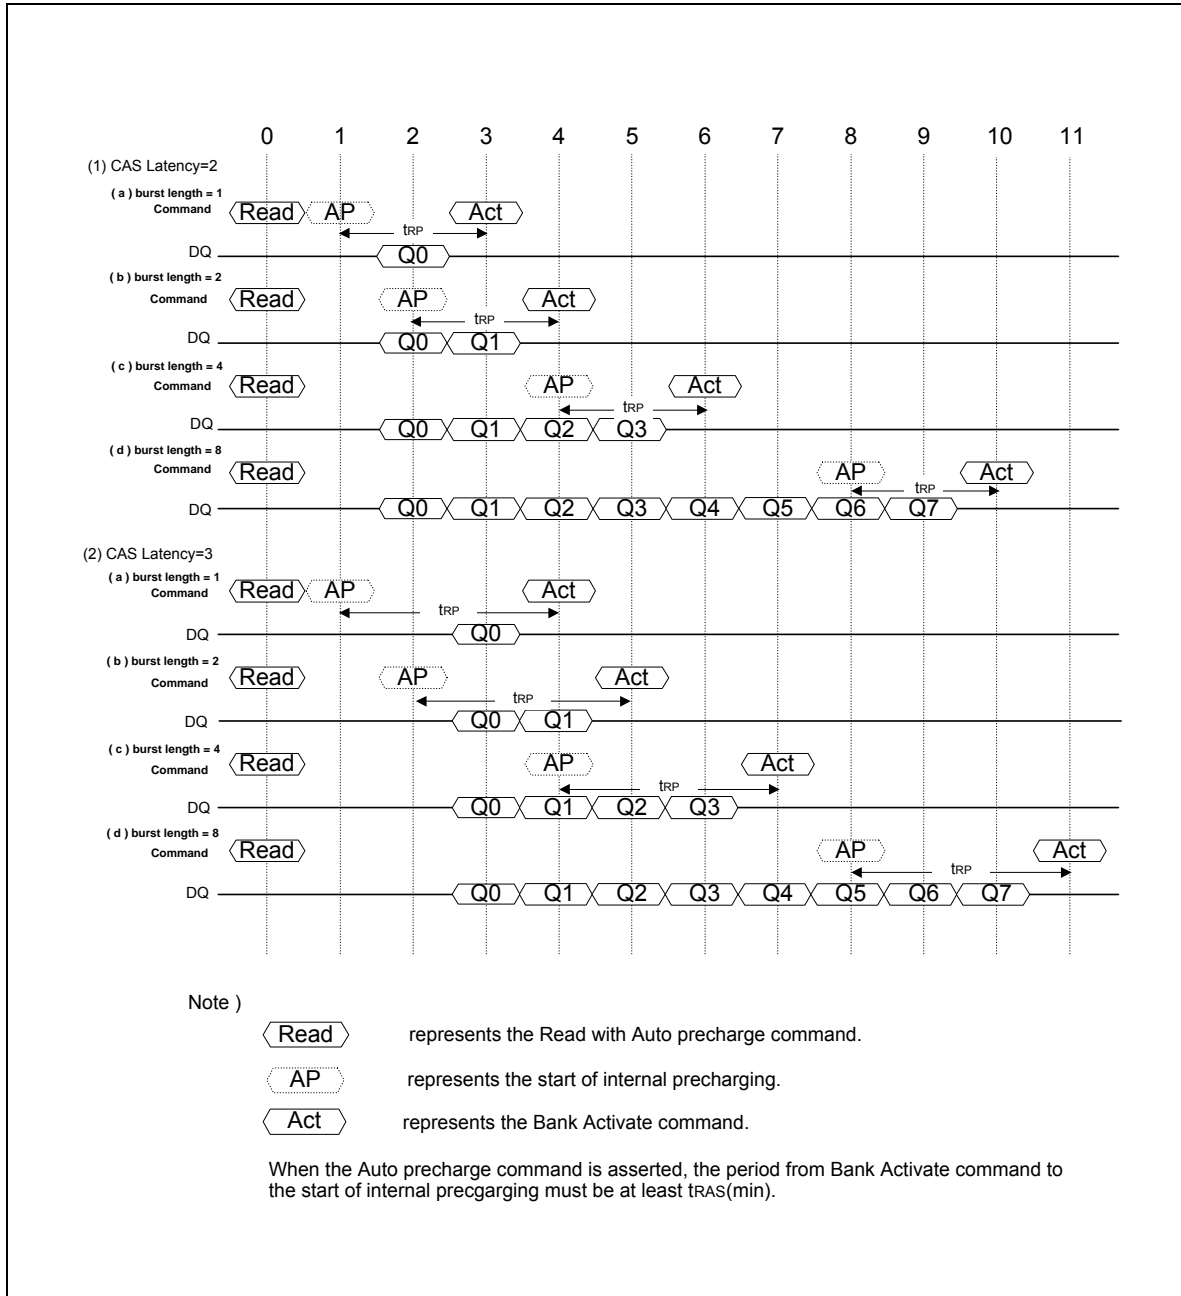 0 1 2 3 4 5 6 7 8 9 10 11
(1) CAS Latency=2
( a ) burst length = 1
Command Read AP Act
tRP
DQ Q0
( b ) burst length = 2
Command Read AP Act
tRP
DQ Q0 Q1
( c ) burst length = 4
Command Read AP Act
tRP
DQ Q0 Q1 Q2 Q3
( d ) burst length = 8
Command Read AP Act
tRP
DQ Q0 Q1 Q2 Q3 Q4 Q5 Q6 Q7
(2) CAS Latency=3
( a ) burst length = 1
Command Read AP Act
tRP
DQ Q0
( b ) burst length = 2
Command Read AP Act
tRP
DQ Q0 Q1
( c ) burst length = 4
Command Read AP Act
tRP
DQ Q0 Q1 Q2 Q3
( d ) burst length = 8
Command Read AP Act
tRP
DQ Q0 Q1 Q2 Q3 Q4 Q5 Q6 Q7
Note )
Read represents the Read with Auto precharge command.
AP represents the start of internal precharging.
Act represents the Bank Activate command.
When the Auto precharge command is asserted, the period from Bank Activate command to
the start of internal precgarging must be at least tRAS(min).